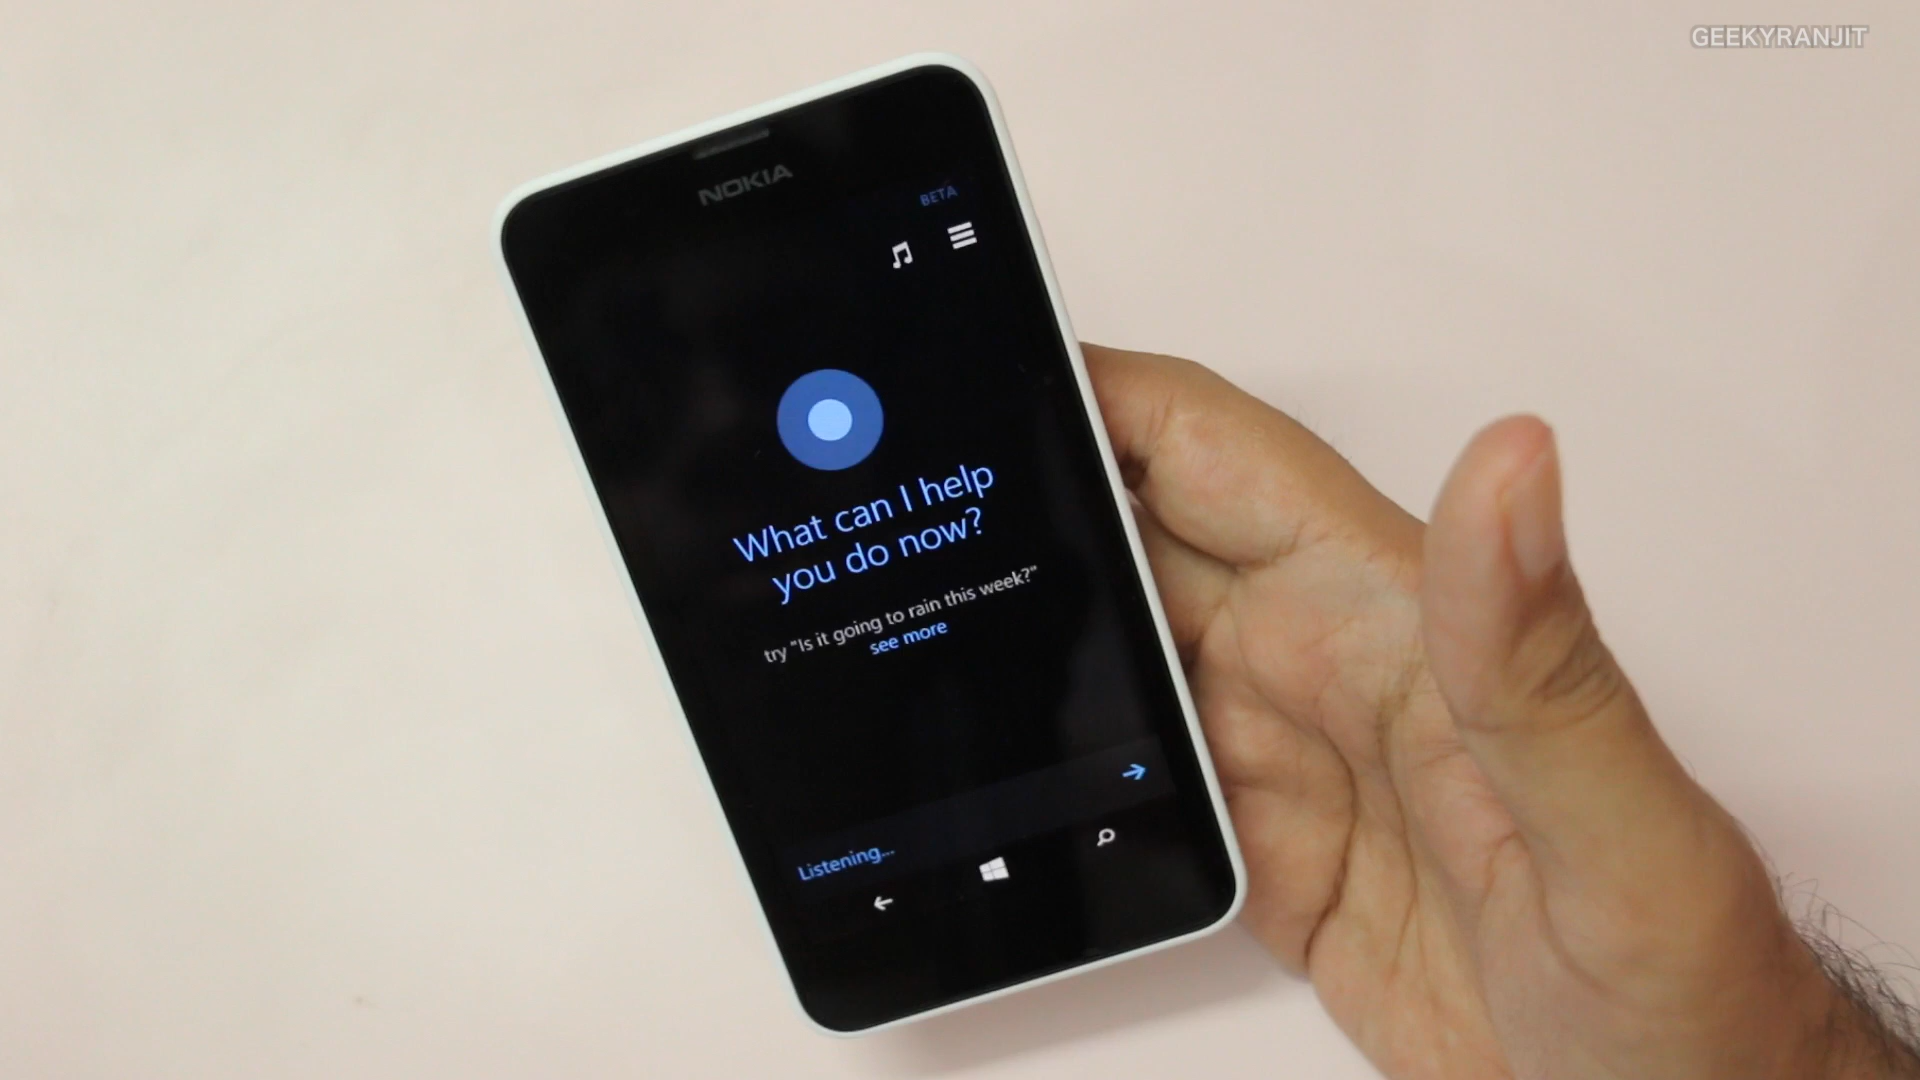 GEEKYRANJIT
NOKIA
BETA
What can I help
you do now?
try "Is it going to rain this week?"
see more
Listening...